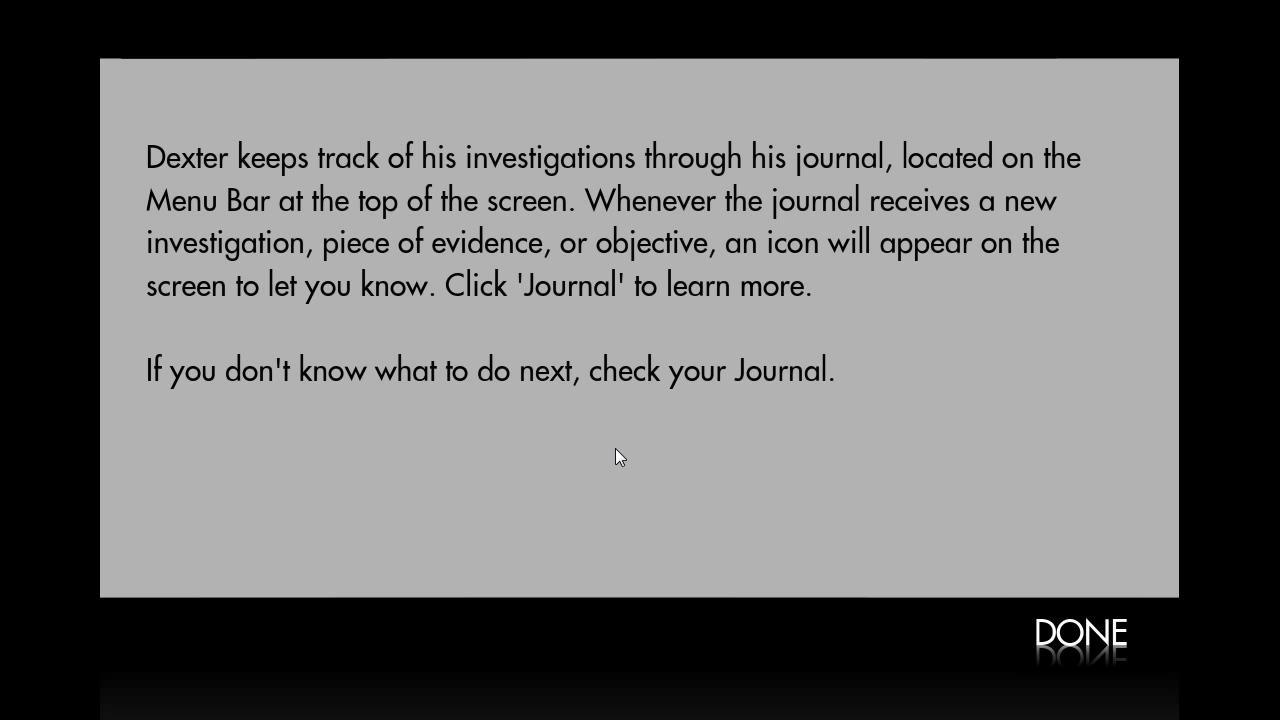 Dexter keeps track of his investigations through his journal, located on the
Menu Bar at the top of the screen. Whenever the journal receives a new
investigation, piece of evidence, or objective, an icon will appear on the
screen to let you know. Click 'Journal' to learn more.
If you don't know what to do next, check your Journal.
DONE